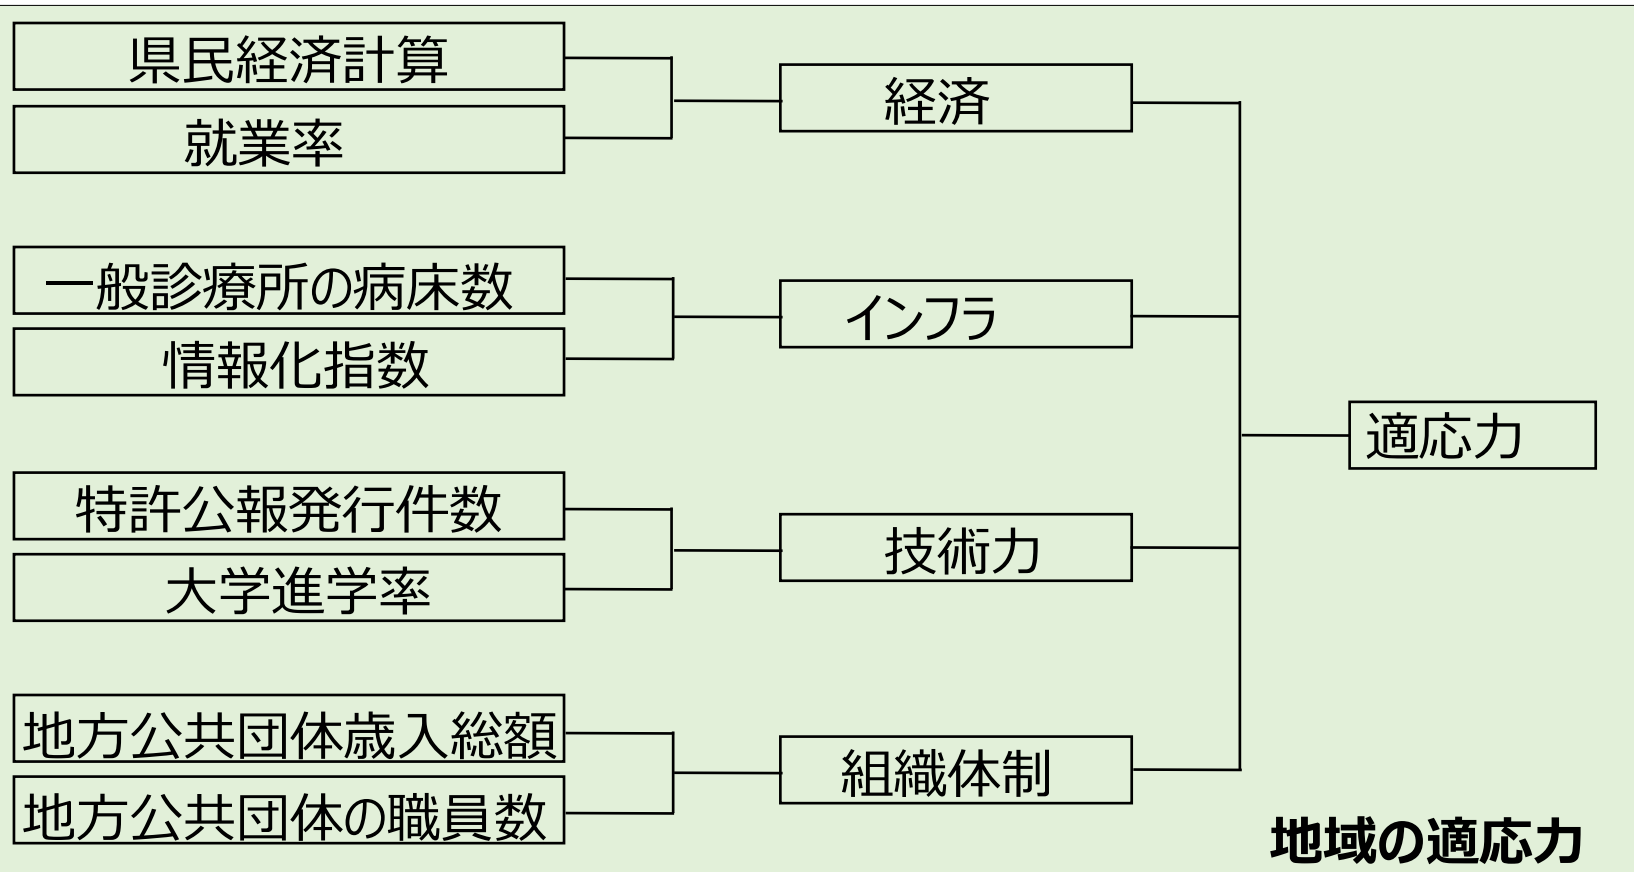 県民経済計算
就業率
経済
一般診療所の病床数
情報化指数
インフラ
適応力
特許公報発行件数
大学進学率
技術力
地方公共団体歳入総額
地方公共団体の職員数
組織体制
地域の適応力